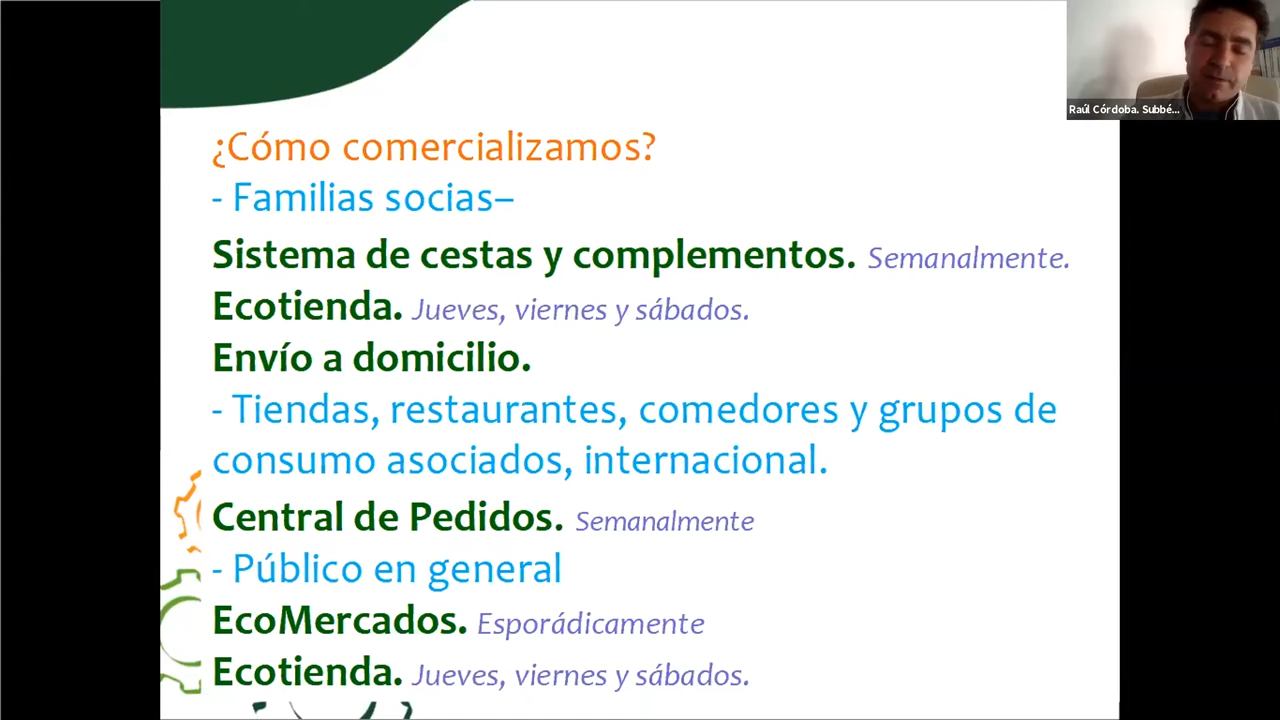 ¿Cómo comercializamos?
- Familias socias–
Sistema de cestas y complementos. Semanalmente.
Ecotienda. Jueves, viernes y sábados.
Envío a domicilio.
- Tiendas, restaurantes, comedores y grupos de
consumo asociados, internacional.
Central de Pedidos. Semanalmente
- Público en general
EcoMercados. Esporádicamente
Ecotienda. Jueves, viernes y sábados.
Raúl Córdoba. Subbé...